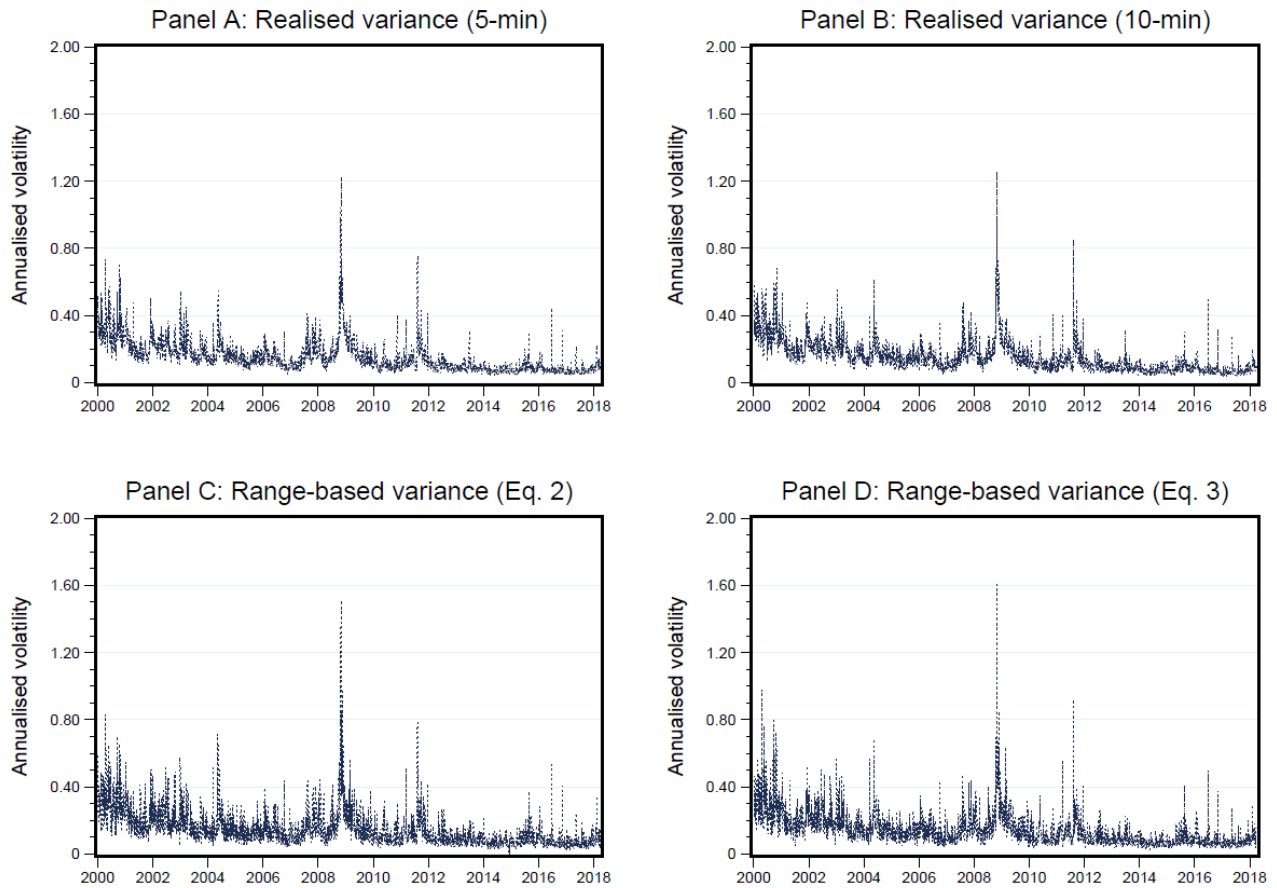 Panel A: Realised variance (5-min)
2.00
1.60
1.20
0.80
0.40
0
Annualised volatility
2000 2002 2004 2006 2008 2010 2012 2014 2016 2018
Panel B: Realised variance (10-min)
2.00
1.60
1.20
0.80
0.40
0
Annualised volatility
2000 2002 2004 2006 2008 2010 2012 2014 2016 2018
Panel C: Range-based variance (Eq. 2)
2.00
1.60
1.20
0.80
0.40
0
Annualised volatility
2000 2002 2004 2006 2008 2010 2012 2014 2016 2018
Panel D: Range-based variance (Eq. 3)
2.00
1.60
1.20
0.80
0.40
0
Annualised volatility
2000 2002 2004 2006 2008 2010 2012 2014 2016 2018